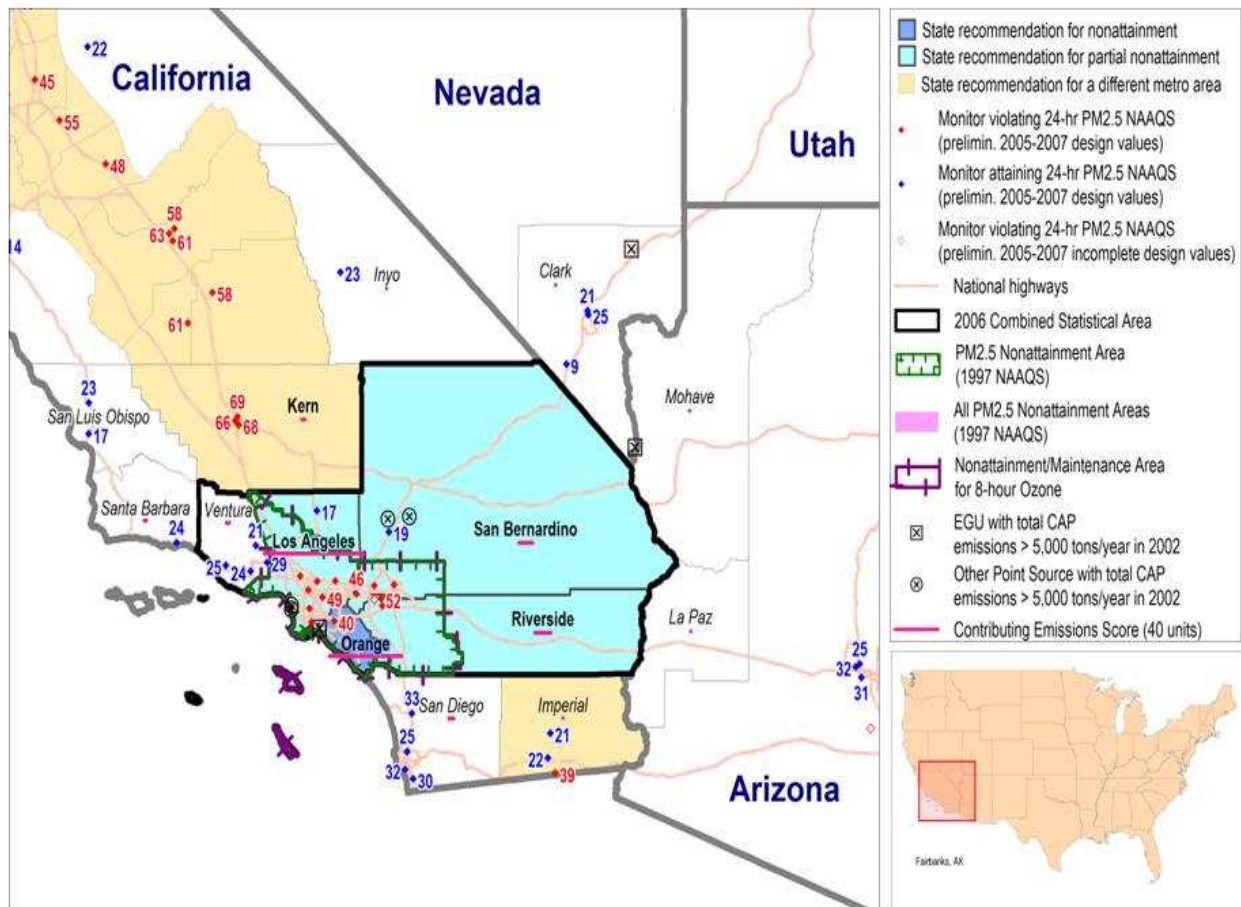 22
California
Nevada
Utah
45
55
48
58
63
61
14
23
Inyo
58
61
Clark
21
25
9
Mohave
23
San Luis Obispo
17
69
66
68
Kern
Santa Barbara
24
Ventura
21
17
Los Angeles
19
San Bernardino
25
24
29
46
49
52
40
Orange
Riverside
La Paz
33
San Diego
Imperial
25
21
22
32
30
39
25
32
31
Arizona
State recommendation for nonattainment
State recommendation for partial nonattainment
State recommendation for a different metro area
Monitor violating 24-hr PM2.5 NAAQS
(prelimin. 2005-2007 design values)
Monitor attaining 24-hr PM2.5 NAAQS
(prelimin. 2005-2007 design values)
Monitor violating 24-hr PM2.5 NAAQS
(prelimin. 2005-2007 incomplete design values)
National highways
2006 Combined Statistical Area
PM2.5 Nonattainment Area
(1997 NAAQS)
All PM2.5 Nonattainment Areas
(1997 NAAQS)
Nonattainment/Maintenance Area
for 8-hour Ozone
EGU with total CAP
emissions > 5,000 tons/year in 2002
Other Point Source with total CAP
emissions > 5,000 tons/year in 2002
Contributing Emissions Score (40 units)
Fairbanks, AK